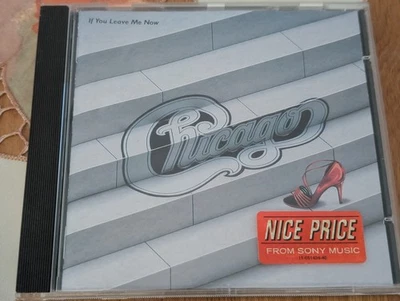 If You Leave Me Now
Chicago
NICE PRICE
FROM SONY MUSIC